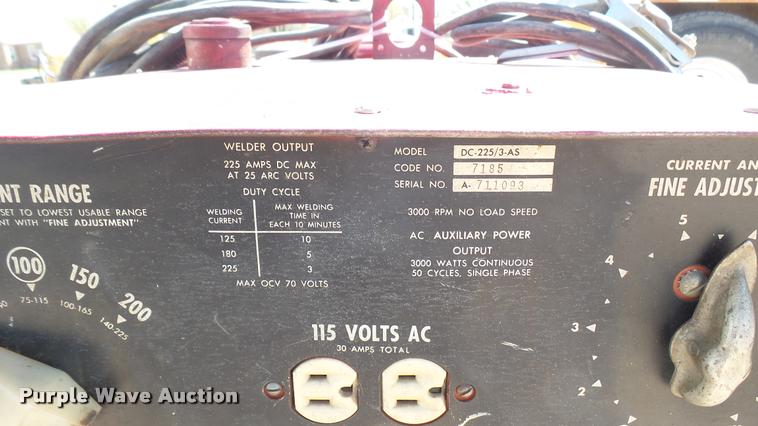 WELDER OUTPUT
225 AMPS DC MAX
AT 25 ARC VOLTS
DUTY CYCLE
WELDING CURRENT
MAX WELDING TIME IN EACH 10 MINUTES
125 10
180 5
225 3
MAX OCV 70 VOLTS
MODEL DC-225/3-AS
CODE NO. 7185
SERIAL NO. A-711093
3000 RPM NO LOAD SPEED
AC AUXILIARY POWER
OUTPUT
3000 WATTS CONTINUOUS
50 CYCLES, SINGLE PHASE
NT RANGE
SET TO LOWEST USABLE RANGE
NT WITH "FINE ADJUSTMENT"
100 150 200
75-115 100-165 140-225
115 VOLTS AC
30 AMPS TOTAL
CURRENT AN
FINE ADJUST
5
4
3
2
Purple Wave Auction